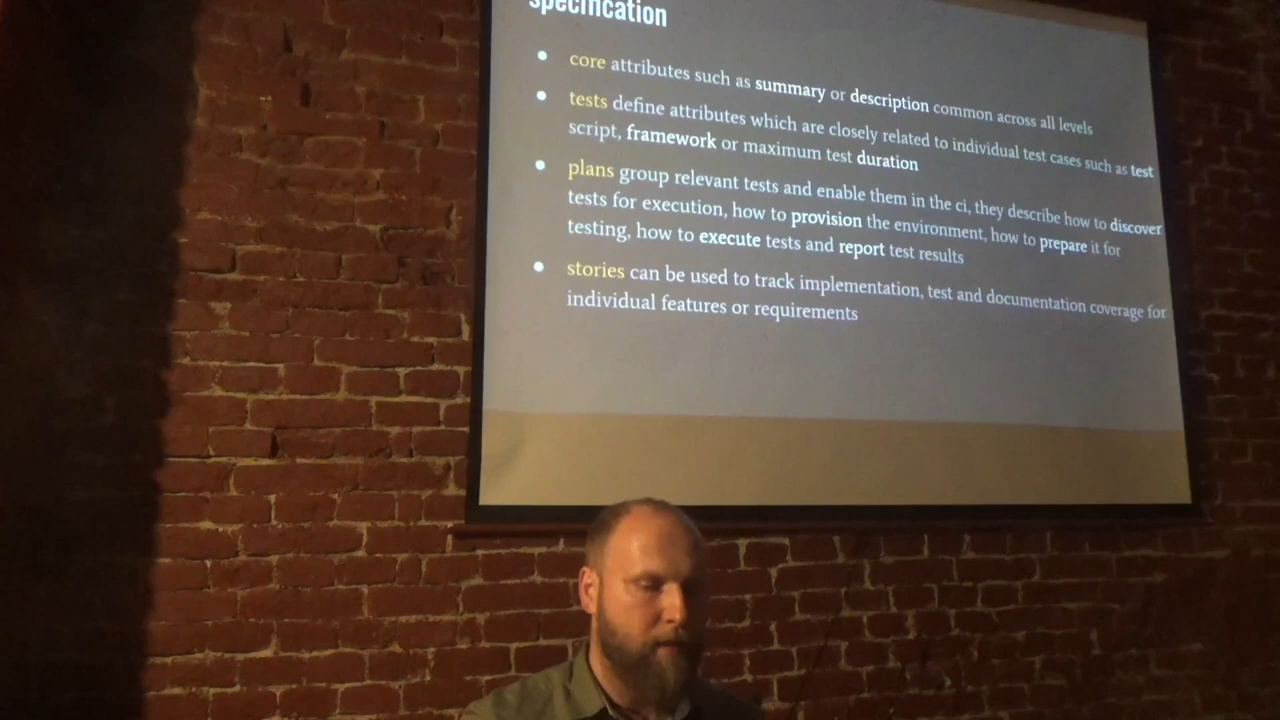 specification
core attributes such as summary or description common across all levels
tests define attributes which are closely related to individual test cases such as test
script, framework or maximum test duration
plans group relevant tests and enable them in the ci, they describe how to discover
tests for execution, how to provision the environment, how to prepare it for
testing, how to execute tests and report test results
stories can be used to track implementation, test and documentation coverage for
individual features or requirements